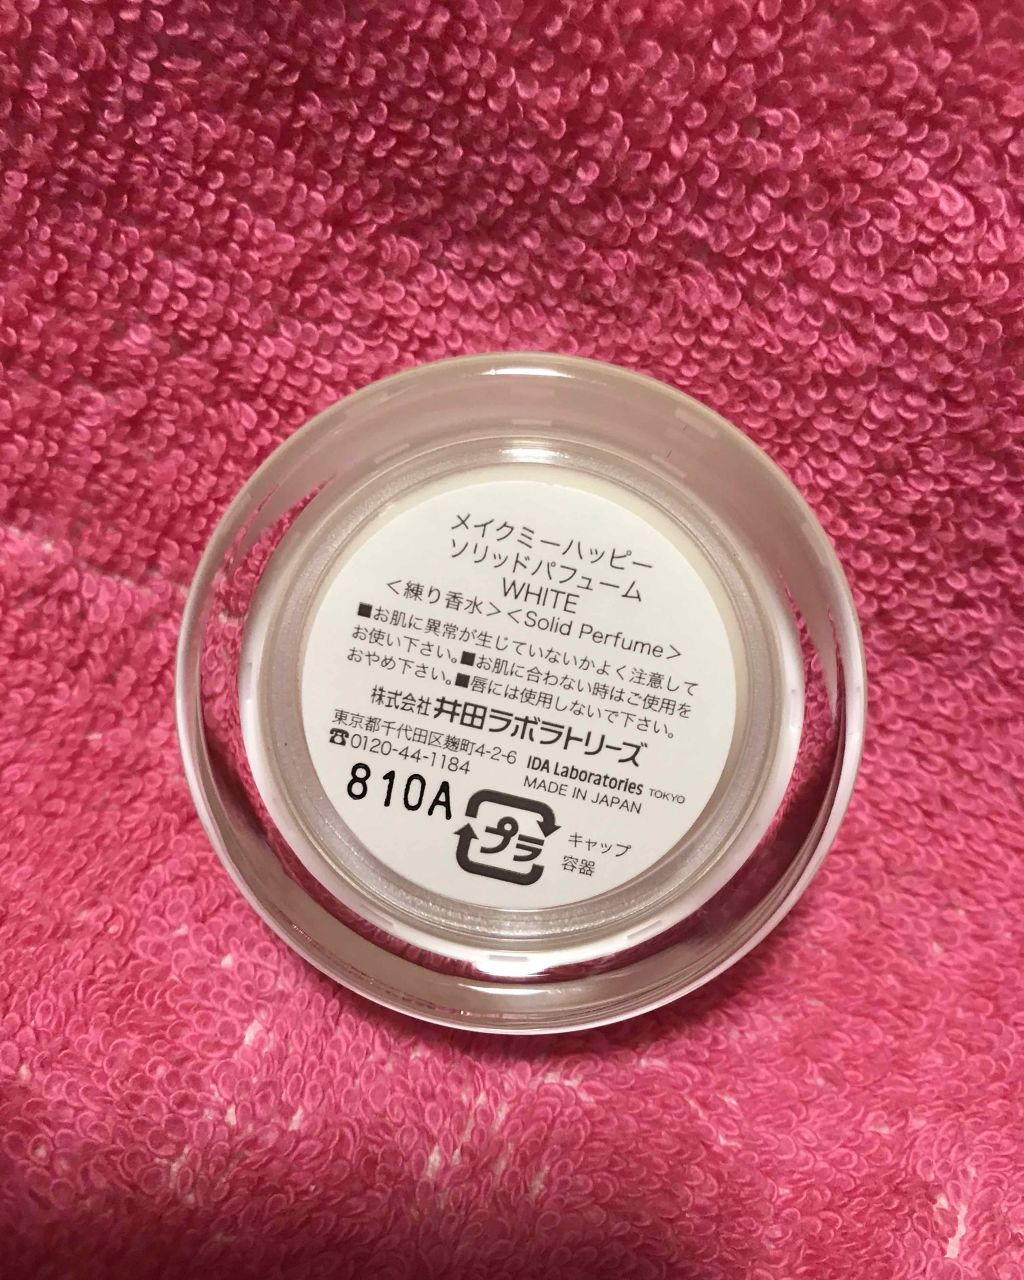 メイクミーハッピー
ソリッドパフューム
WHITE
＜練り香水＞＜Solid Perfume＞
■お肌に異常が生じていないかよく注意して
お使い下さい。■お肌に合わない時はご使用を
おやめ下さい。■唇には使用しないで下さい。
株式会社 井田ラボラトリーズ
東京都千代田区麹町4-2-6
☎0120-44-1184
IDA Laboratories TOKYO
MADE IN JAPAN
810A
プラ
キャップ
容器